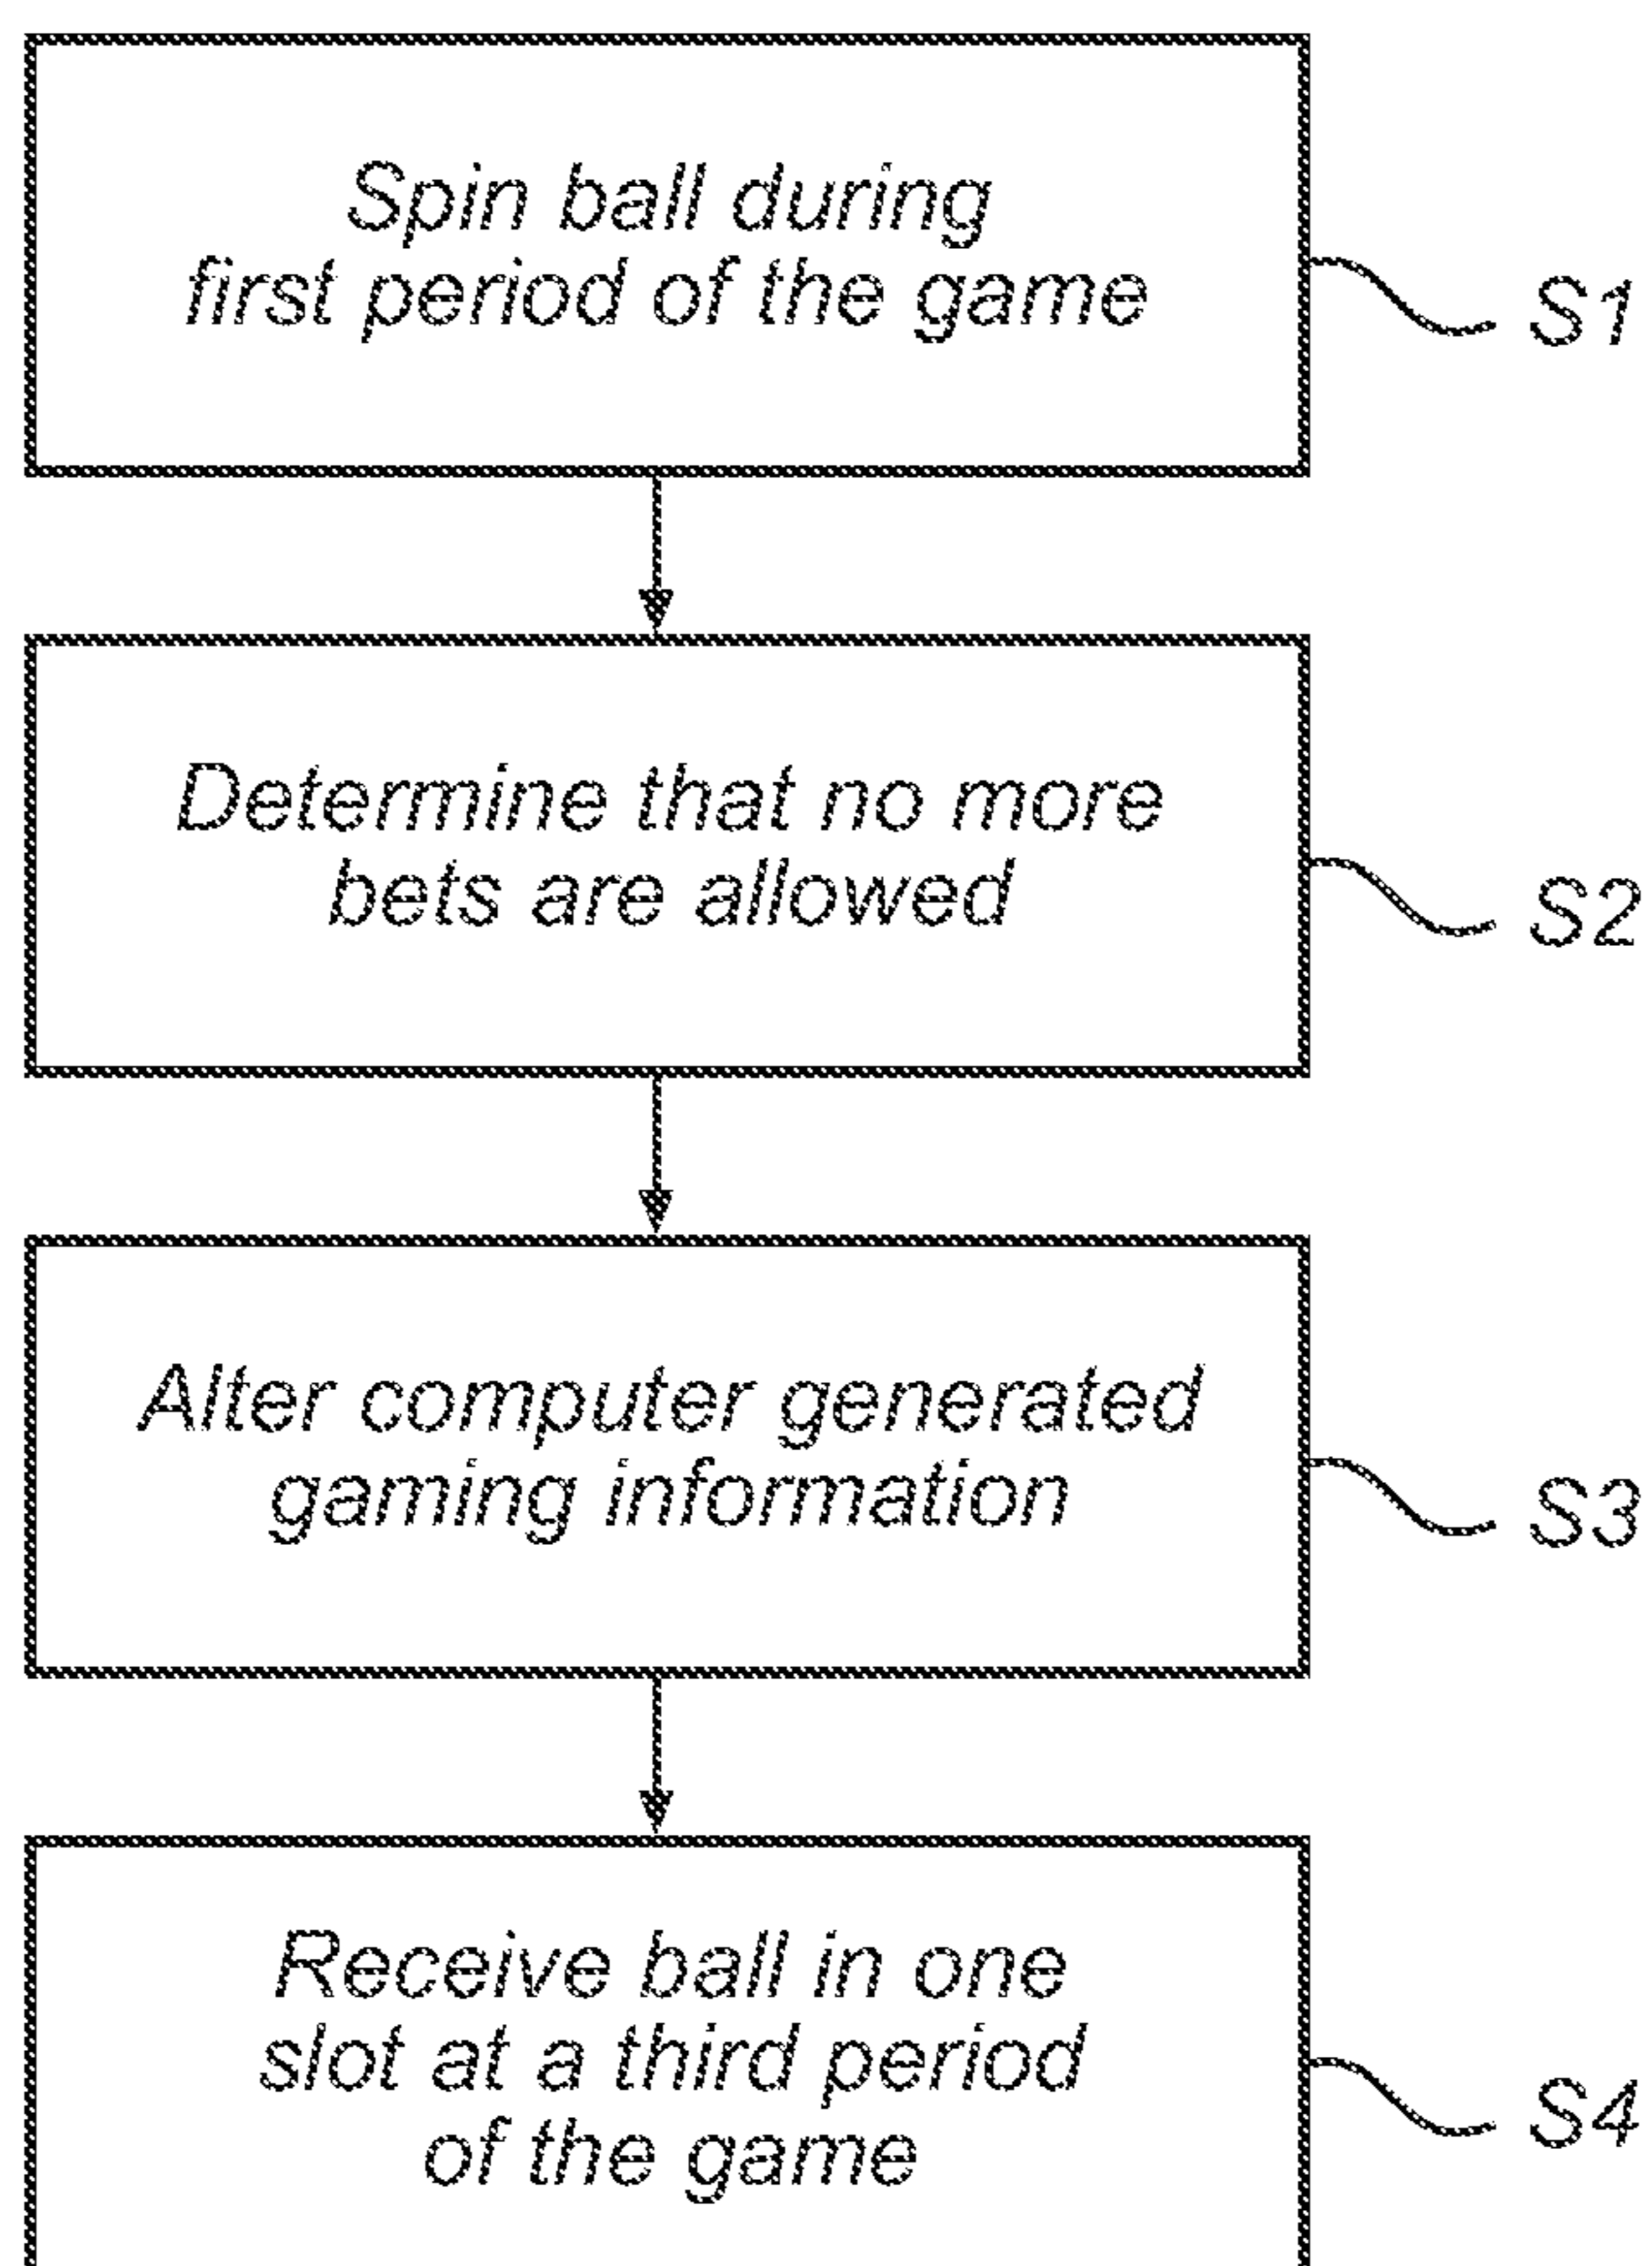 Spin ball during
first period of the game
S1
Determine that no more
bets are allowed
S2
Alter computer generated
gaming information
S3
Receive ball in one
slot at a third period
of the game
S4